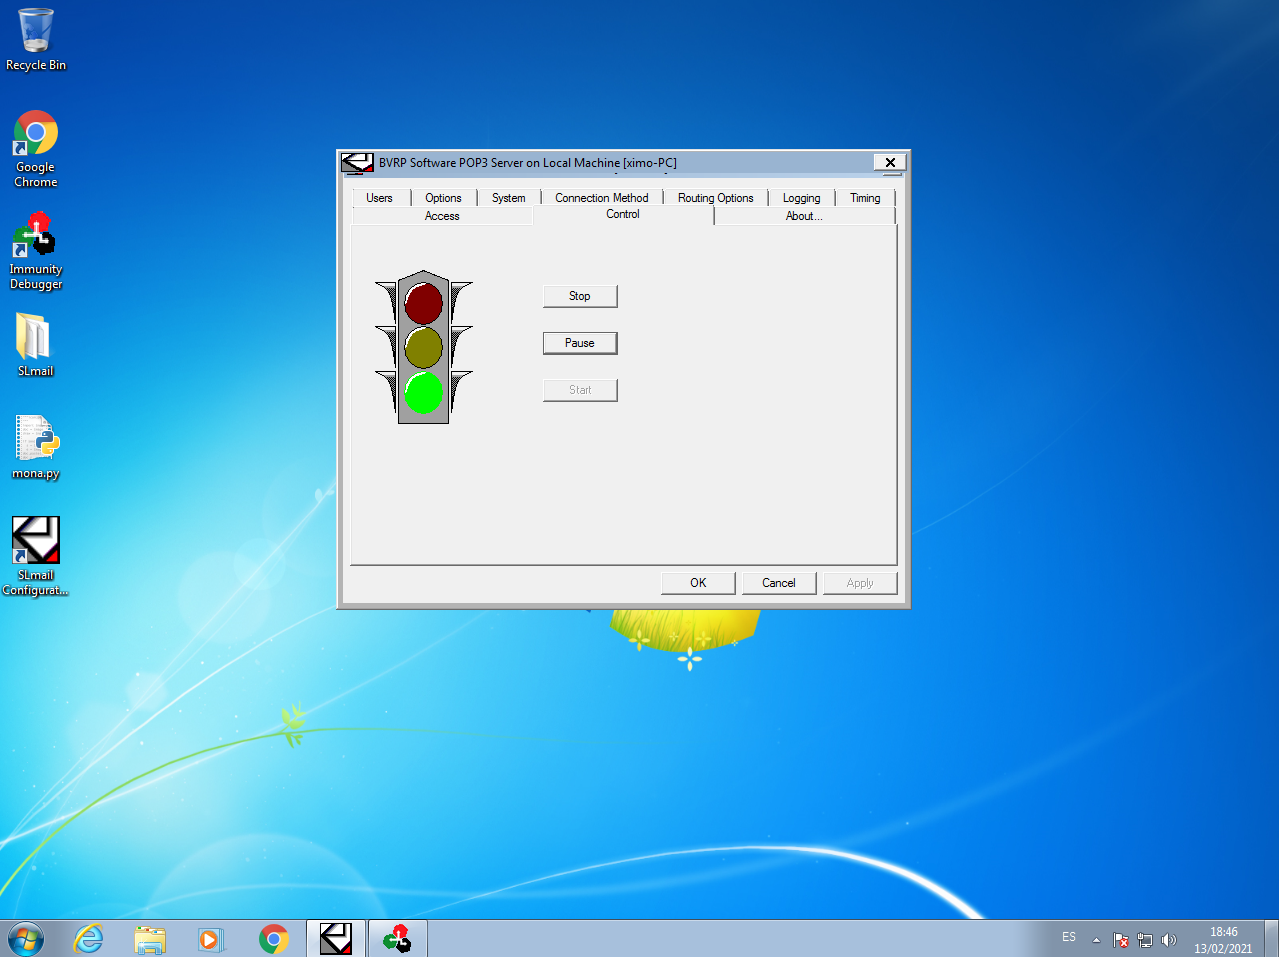 Recycle Bin
Google
Chrome
Immunity
Debugger
SLmail
mona.py
SLmail
Configurat...
BVRP Software POP3 Server on Local Machine [ximo-PC]
Users Options System Connection Method Routing Options Logging Timing
Access Control About...
Stop
Pause
Start
OK Cancel Apply
ES
18:46
13/02/2021